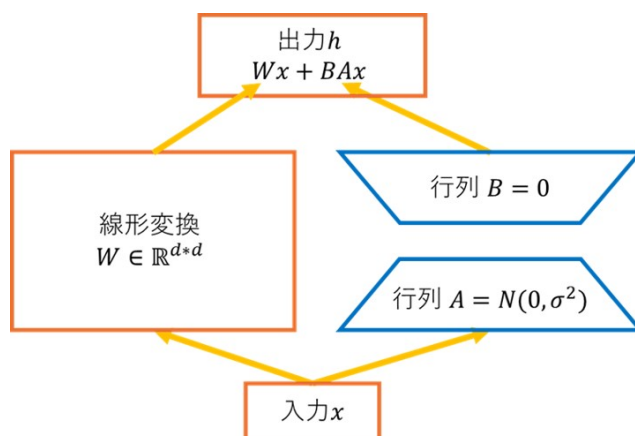 出力h
Wx + BAx
線形変換
W ∈ ℝ^{d*d}
行列 B = 0
行列 A = N(0, σ²)
入力x